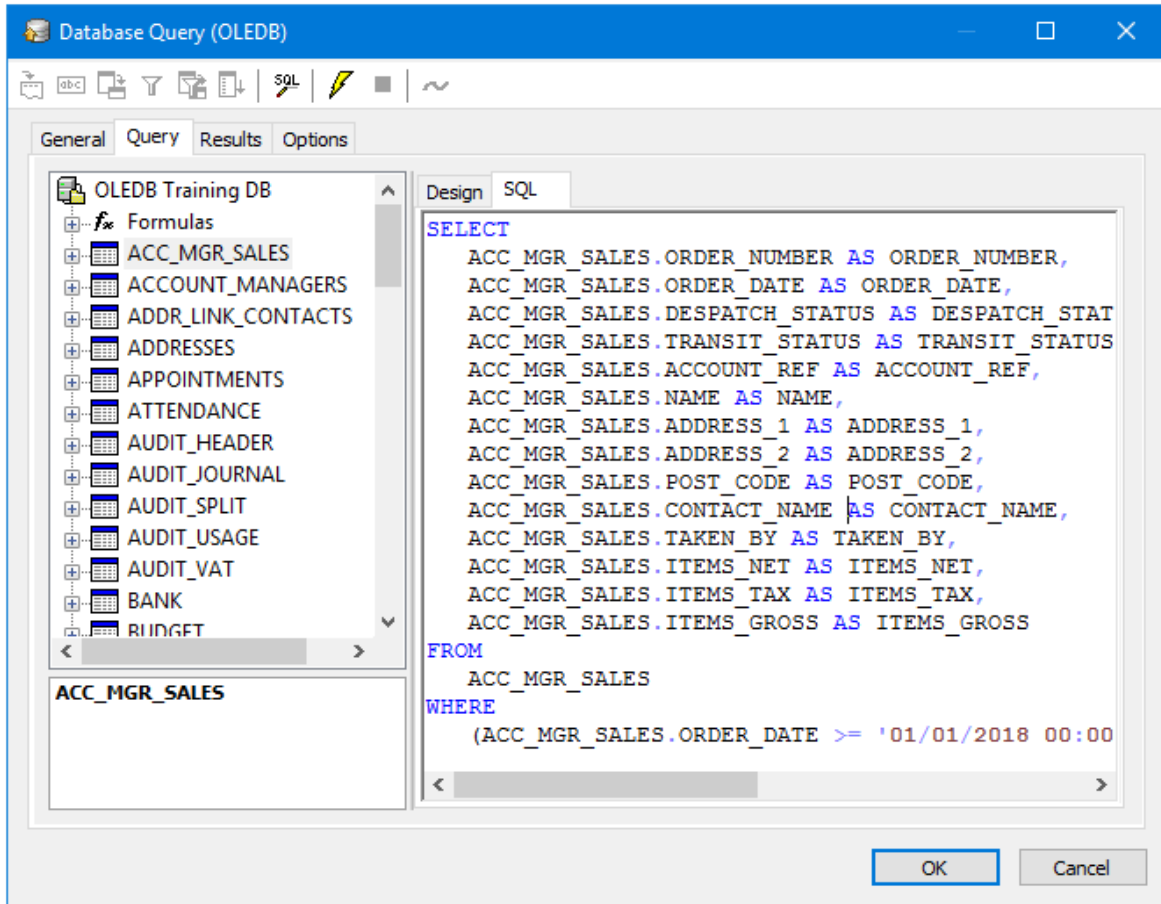 Database Query (OLEDB)
abc SQL
General Query Results Options
OLEDB Training DB
fx Formulas
ACC_MGR_SALES
ACCOUNT_MANAGERS
ADDR_LINK_CONTACTS
ADDRESSES
APPOINTMENTS
ATTENDANCE
AUDIT_HEADER
AUDIT_JOURNAL
AUDIT_SPLIT
AUDIT_USAGE
AUDIT_VAT
BANK
BUDGET
ACC_MGR_SALES
Design SQL
SELECT
ACC_MGR_SALES.ORDER_NUMBER AS ORDER_NUMBER,
ACC_MGR_SALES.ORDER_DATE AS ORDER_DATE,
ACC_MGR_SALES.DESPATCH_STATUS AS DESPATCH_STAT
ACC_MGR_SALES.TRANSIT_STATUS AS TRANSIT_STATUS
ACC_MGR_SALES.ACCOUNT_REF AS ACCOUNT_REF,
ACC_MGR_SALES.NAME AS NAME,
ACC_MGR_SALES.ADDRESS_1 AS ADDRESS_1,
ACC_MGR_SALES.ADDRESS_2 AS ADDRESS_2,
ACC_MGR_SALES.POST_CODE AS POST_CODE,
ACC_MGR_SALES.CONTACT_NAME AS CONTACT_NAME,
ACC_MGR_SALES.TAKEN_BY AS TAKEN_BY,
ACC_MGR_SALES.ITEMS_NET AS ITEMS_NET,
ACC_MGR_SALES.ITEMS_TAX AS ITEMS_TAX,
ACC_MGR_SALES.ITEMS_GROSS AS ITEMS_GROSS
FROM
ACC_MGR_SALES
WHERE
(ACC_MGR_SALES.ORDER_DATE >= '01/01/2018 00:00
OK Cancel